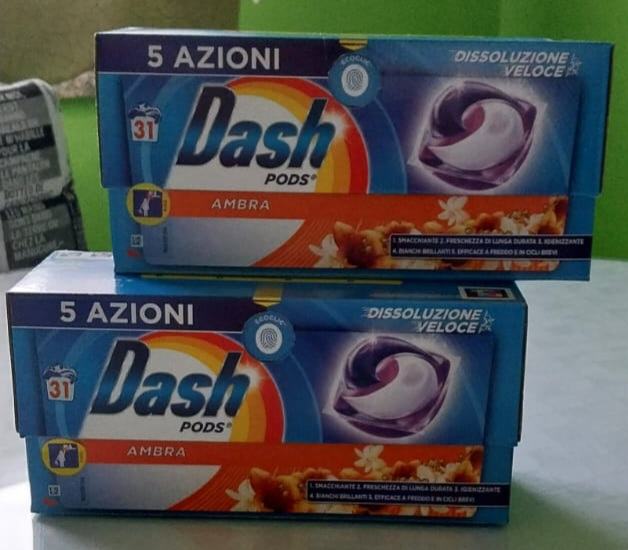 5 AZIONI
ECOCLIC
DISSOLUZIONE
VELOCE
31
Dash
PODS®
AMBRA
1. SMACCHIANTE 2. FRESCHEZZA DI LUNGA DURATA 3. IGIENIZZANTE
4. BIANCHI BRILLANTI 5. EFFICACE A FREDDO E IN CICLI BREVI
5 AZIONI
ECOCLIC
DISSOLUZIONE
VELOCE
31
Dash
PODS®
AMBRA
1. SMACCHIANTE 2. FRESCHEZZA DI LUNGA DURATA 3. IGIENIZZANTE
4. BIANCHI BRILLANTI 5. EFFICACE A FREDDO E IN CICLI BREVI